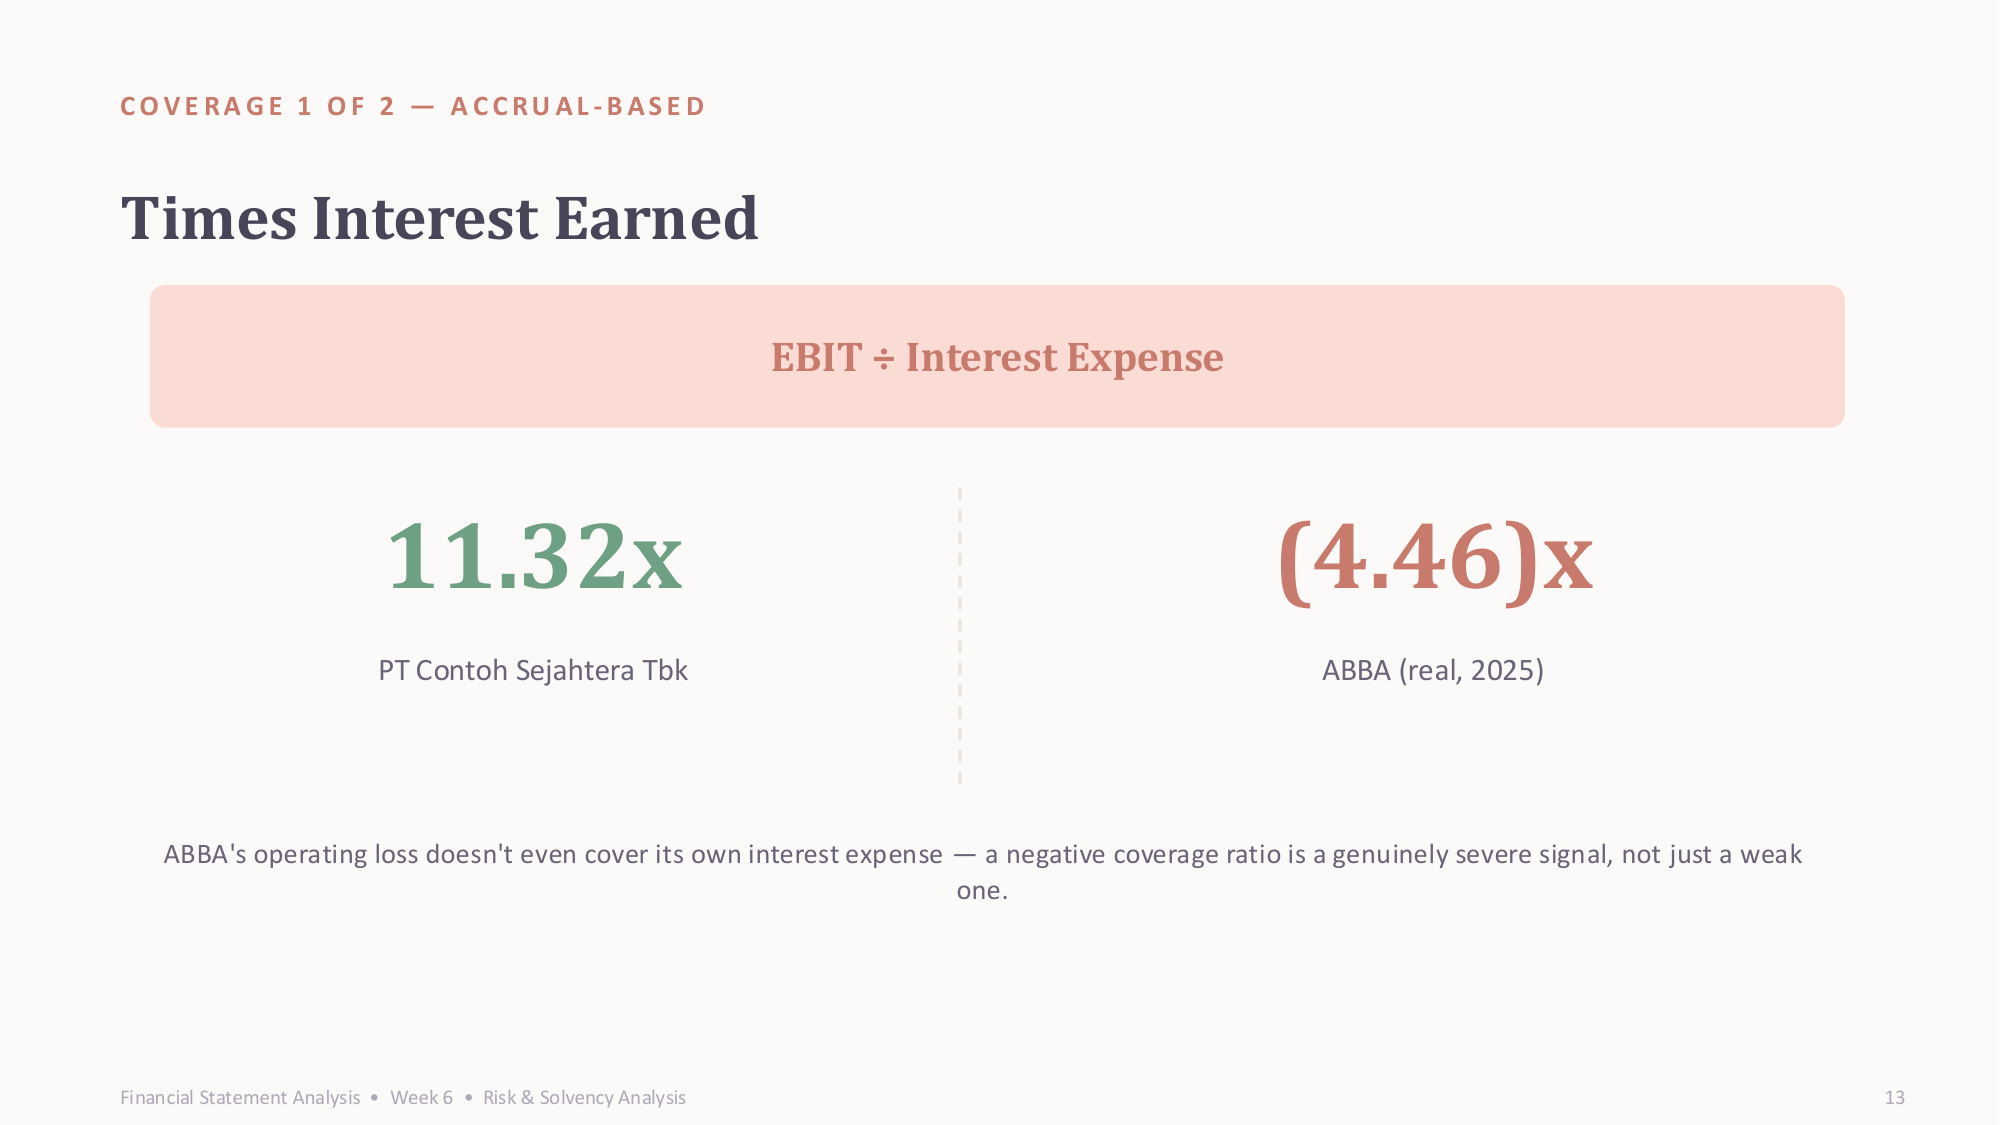 COVERAGE 1 OF 2 — ACCRUAL-BASED
Times Interest Earned
EBIT ÷ Interest Expense
11.32x
PT Contoh Sejahtera Tbk
(4.46)x
ABBA (real, 2025)
ABBA's operating loss doesn't even cover its own interest expense — a negative coverage ratio is a genuinely severe signal, not just a weak
one.
Financial Statement Analysis • Week 6 • Risk & Solvency Analysis
13